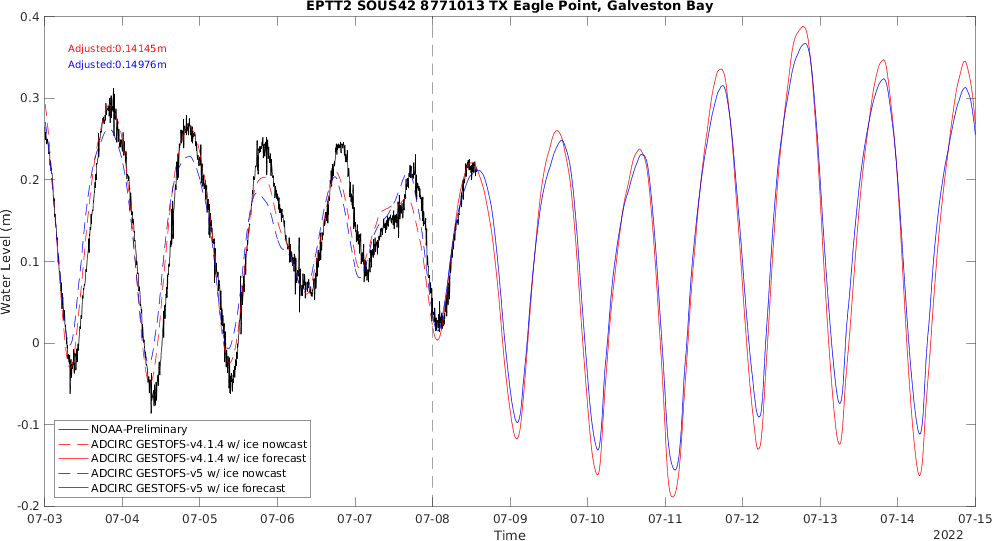 EPTT2 SOUS42 8771013 TX Eagle Point, Galveston Bay
Adjusted:0.14145m
Adjusted:0.14976m
Water Level (m)
0.4
0.3
0.2
0.1
0
-0.1
-0.2
NOAA-Preliminary
ADCIRC GESTOFS-v4.1.4 w/ ice nowcast
ADCIRC GESTOFS-v4.1.4 w/ ice forecast
ADCIRC GESTOFS-v5 w/ ice nowcast
ADCIRC GESTOFS-v5 w/ ice forecast
07-03 07-04 07-05 07-06 07-07 07-08 07-09 07-10 07-11 07-12 07-13 07-14 07-15
Time
2022